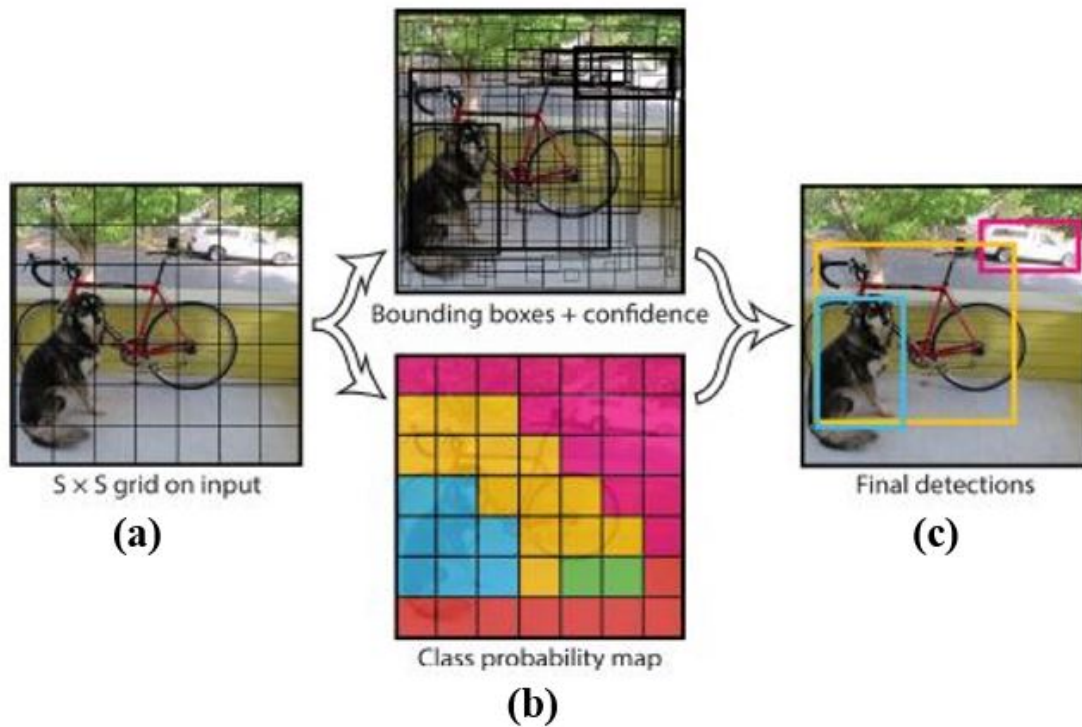 Bounding boxes + confidence
S × S grid on input
Final detections
(a)
(c)
Class probability map
(b)